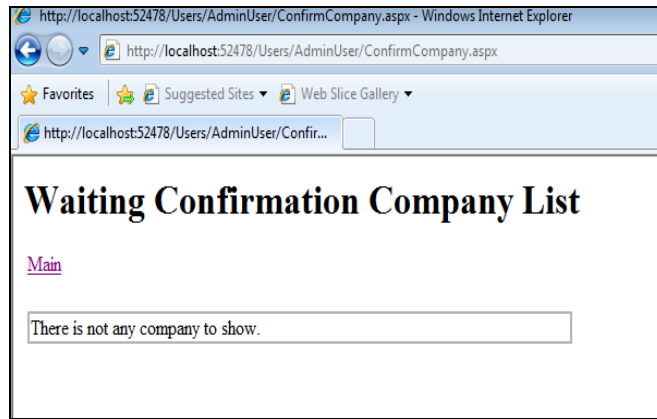 http://localhost:52478/Users/AdminUser/ConfirmCompany.aspx - Windows Internet Explorer
http://localhost:52478/Users/AdminUser/ConfirmCompany.aspx
Favorites Suggested Sites Web Slice Gallery
http://localhost:52478/Users/AdminUser/Confir...
Waiting Confirmation Company List
Main
There is not any company to show.